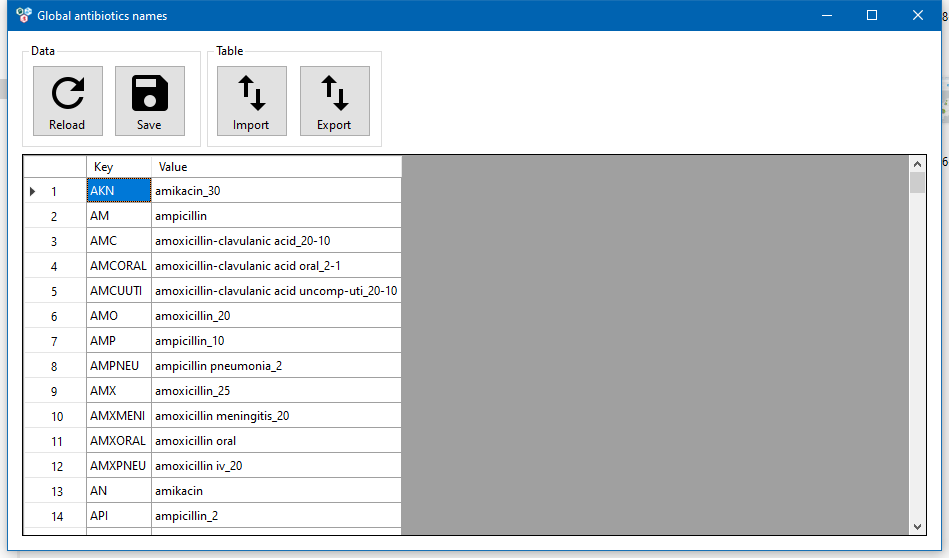 Global antibiotics names
Data
Table
Reload
Save
Import
Export
Key Value
1 AKN amikacin_30
2 AM ampicillin
3 AMC amoxicillin-clavulanic acid_20-10
4 AMCORAL amoxicillin-clavulanic acid oral_2-1
5 AMCUUTI amoxicillin-clavulanic acid uncomp-uti_20-10
6 AMO amoxicillin_20
7 AMP ampicillin_10
8 AMPNEU ampicillin pneumonia_2
9 AMX amoxicillin_25
10 AMXMENI amoxicillin meningitis_20
11 AMXORAL amoxicillin oral
12 AMXPNEU amoxicillin iv_20
13 AN amikacin
14 API ampicillin_2
8
6